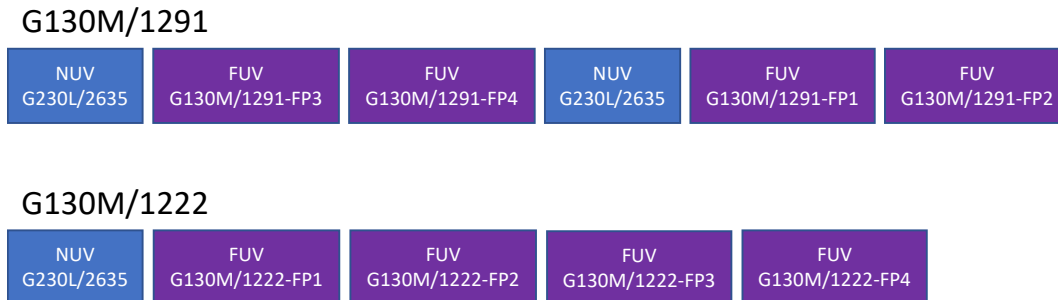 G130M/1291
NUV
G230L/2635
FUV
G130M/1291-FP3
FUV
G130M/1291-FP4
NUV
G230L/2635
FUV
G130M/1291-FP1
FUV
G130M/1291-FP2
G130M/1222
NUV
G230L/2635
FUV
G130M/1222-FP1
FUV
G130M/1222-FP2
FUV
G130M/1222-FP3
FUV
G130M/1222-FP4